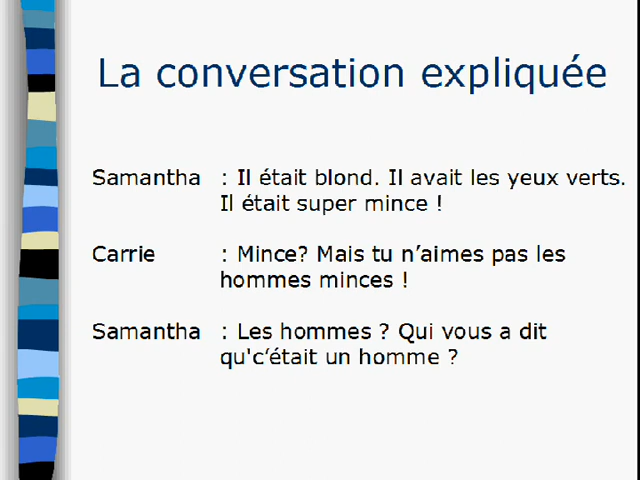 La conversation expliquée
Samantha : Il était blond. Il avait les yeux verts.
Il était super mince !
Carrie : Mince? Mais tu n’aimes pas les
hommes minces !
Samantha : Les hommes ? Qui vous a dit
qu'c’était un homme ?